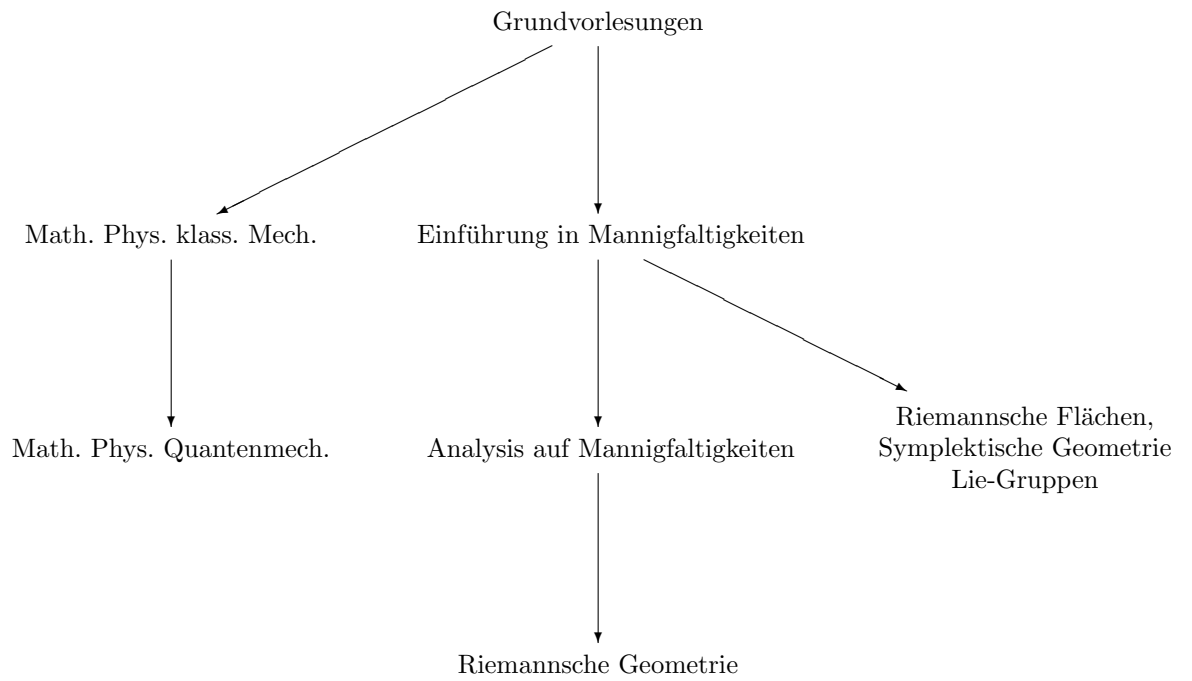 Grundvorlesungen
Math. Phys. klass. Mech.
Einführung in Mannigfaltigkeiten
Math. Phys. Quantenmech.
Analysis auf Mannigfaltigkeiten
Riemannsche Flächen,
Symplektische Geometrie
Lie-Gruppen
Riemannsche Geometrie